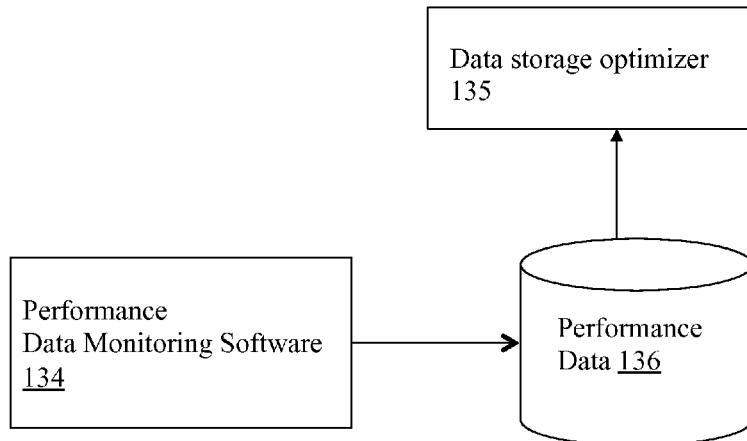 Data storage optimizer
135
Performance
Data Monitoring Software
134
Performance
Data 136